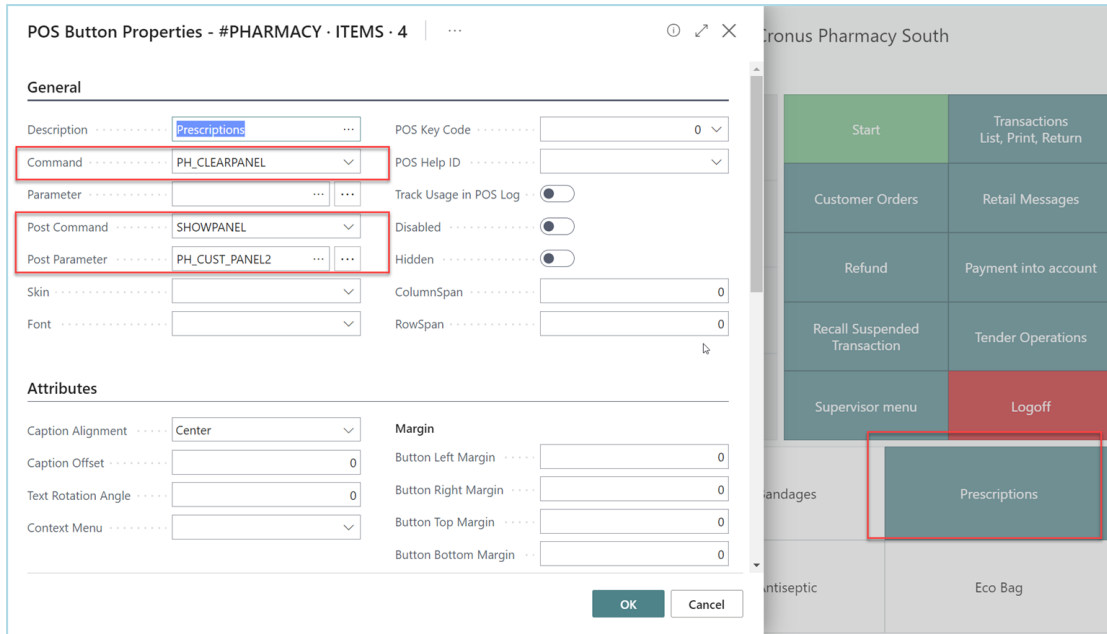 POS Button Properties - #PHARMACY · ITEMS · 4
General
Description
Prescriptions
Command
PH_CLEARPANEL
Parameter
Post Command
SHOWPANEL
Post Parameter
PH_CUST_PANEL2
Skin
Font
POS Key Code
0
POS Help ID
Track Usage in POS Log
Disabled
Hidden
ColumnSpan
0
RowSpan
0
Attributes
Caption Alignment
Center
Caption Offset
0
Text Rotation Angle
0
Context Menu
Margin
Button Left Margin
0
Button Right Margin
0
Button Top Margin
0
Button Bottom Margin
0
OK
Cancel
Cronus Pharmacy South
Start
Transactions
List, Print, Return
Customer Orders
Retail Messages
Refund
Payment into account
Recall Suspended
Transaction
Tender Operations
Supervisor menu
Logoff
Prescriptions
Eco Bag